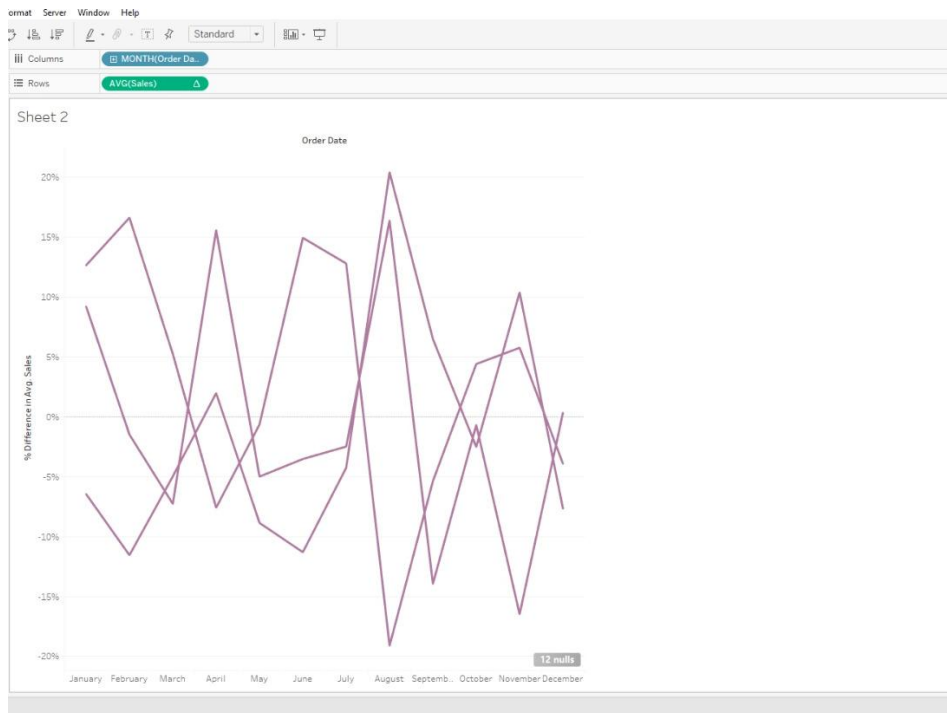 ormat Server Window Help
Standard
Columns
MONTH(Order Da..
Rows
AVG(Sales)
Sheet 2
Order Date
20%
15%
10%
5%
0%
-5%
-10%
-15%
-20%
% Difference in Avg. Sales
12 nulls
January February March April May June July August Septemb.. October November December